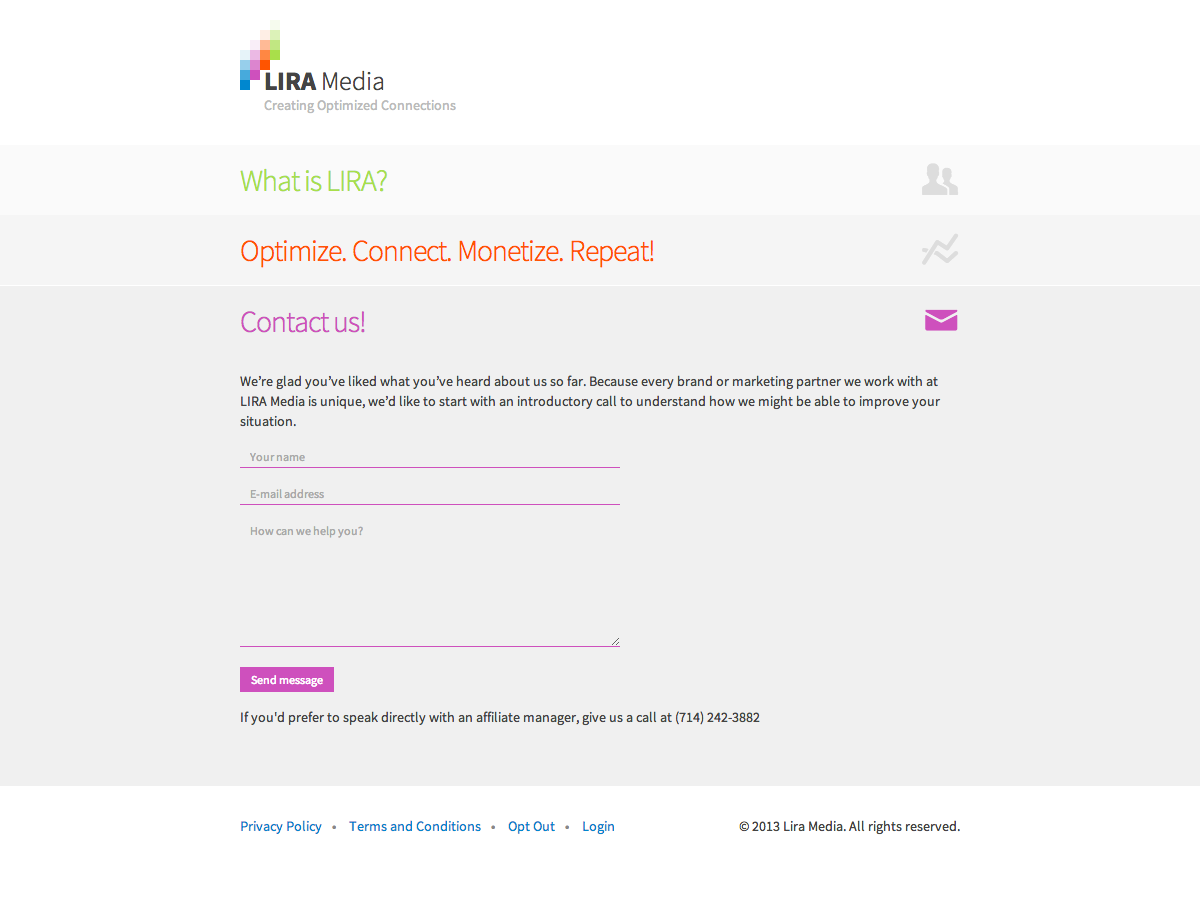 LIRA Media
Creating Optimized Connections
What is LIRA?
Optimize. Connect. Monetize. Repeat!
Contact us!
We’re glad you’ve liked what you’ve heard about us so far. Because every brand or marketing partner we work with at
LIRA Media is unique, we’d like to start with an introductory call to understand how we might be able to improve your
situation.
Your name
E-mail address
How can we help you?
Send message
If you'd prefer to speak directly with an affiliate manager, give us a call at (714) 242-3882
Privacy Policy • Terms and Conditions • Opt Out • Login © 2013 Lira Media. All rights reserved.